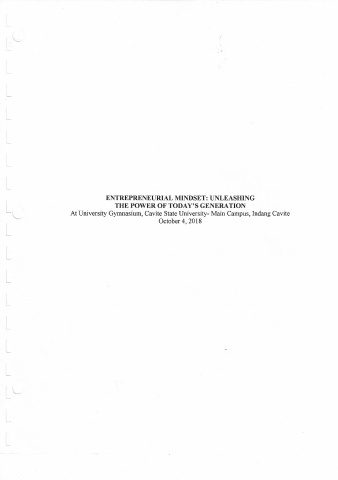 ENTREPRENEURIAL MINDSET: UNLEASHING
THE POWER OF TODAY'S GENERATION
At University Gymnasium, Cavite State University- Main Campus, Indang Cavite
October 4, 2018